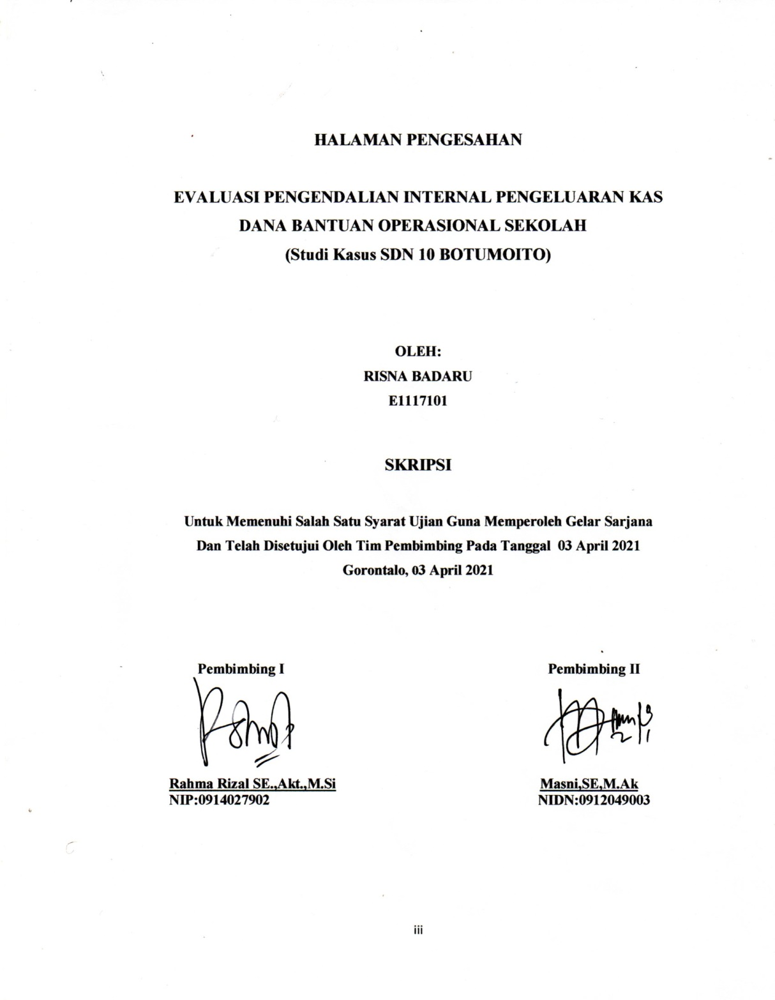 HALAMAN PENGESAHAN
EVALUASI PENGENDALIAN INTERNAL PENGELUARAN KAS
DANA BANTUAN OPERASIONAL SEKOLAH
(Studi Kasus SDN 10 BOTUMOITO)
OLEH:
RISNA BADARU
E1117101
SKRIPSI
Untuk Memenuhi Salah Satu Syarat Ujian Guna Memperoleh Gelar Sarjana
Dan Telah Disetujui Oleh Tim Pembimbing Pada Tanggal 03 April 2021
Gorontalo, 03 April 2021
Pembimbing I
Pembimbing II
Rahma Rizal SE.,Akt.,M.Si
NIP:0914027902
Masni,SE,M.Ak
NIDN:0912049003
iii